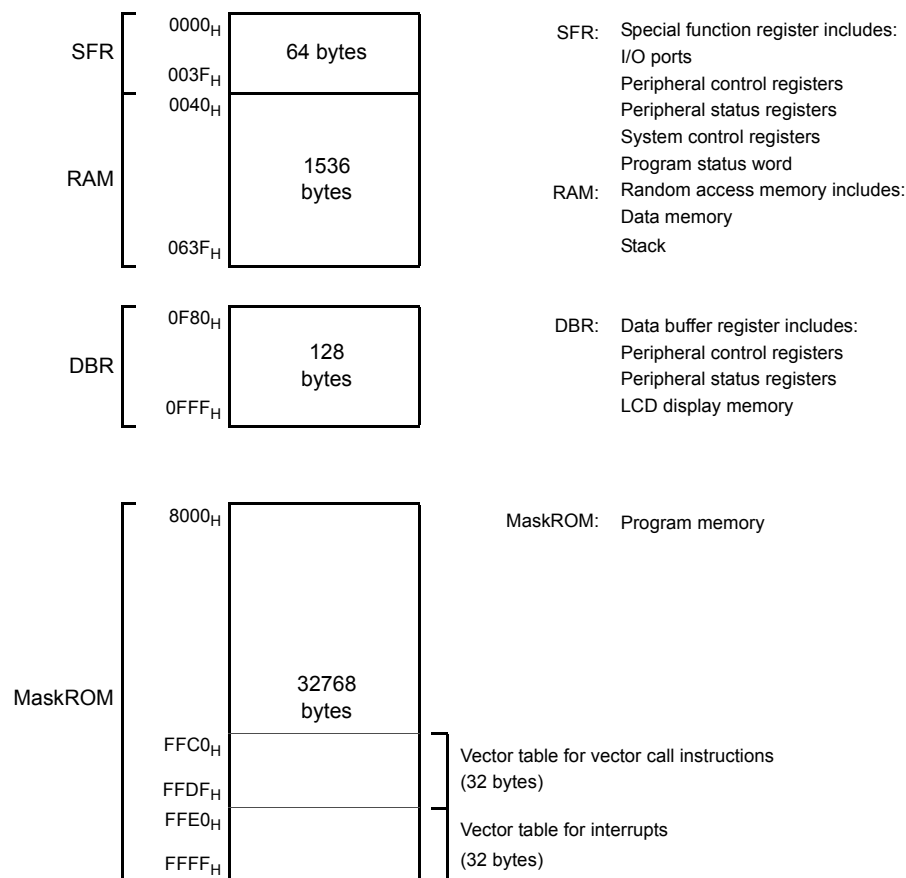 0000H
SFR
64 bytes
003FH
0040H
RAM
1536
bytes
063FH
SFR: Special function register includes:
I/O ports
Peripheral control registers
Peripheral status registers
System control registers
Program status word
RAM: Random access memory includes:
Data memory
Stack
0F80H
DBR
128
bytes
0FFFH
DBR: Data buffer register includes:
Peripheral control registers
Peripheral status registers
LCD display memory
8000H
MaskROM: Program memory
MaskROM
32768
bytes
FFC0H
Vector table for vector call instructions
(32 bytes)
FFDFH
FFE0H
Vector table for interrupts
(32 bytes)
FFFFH